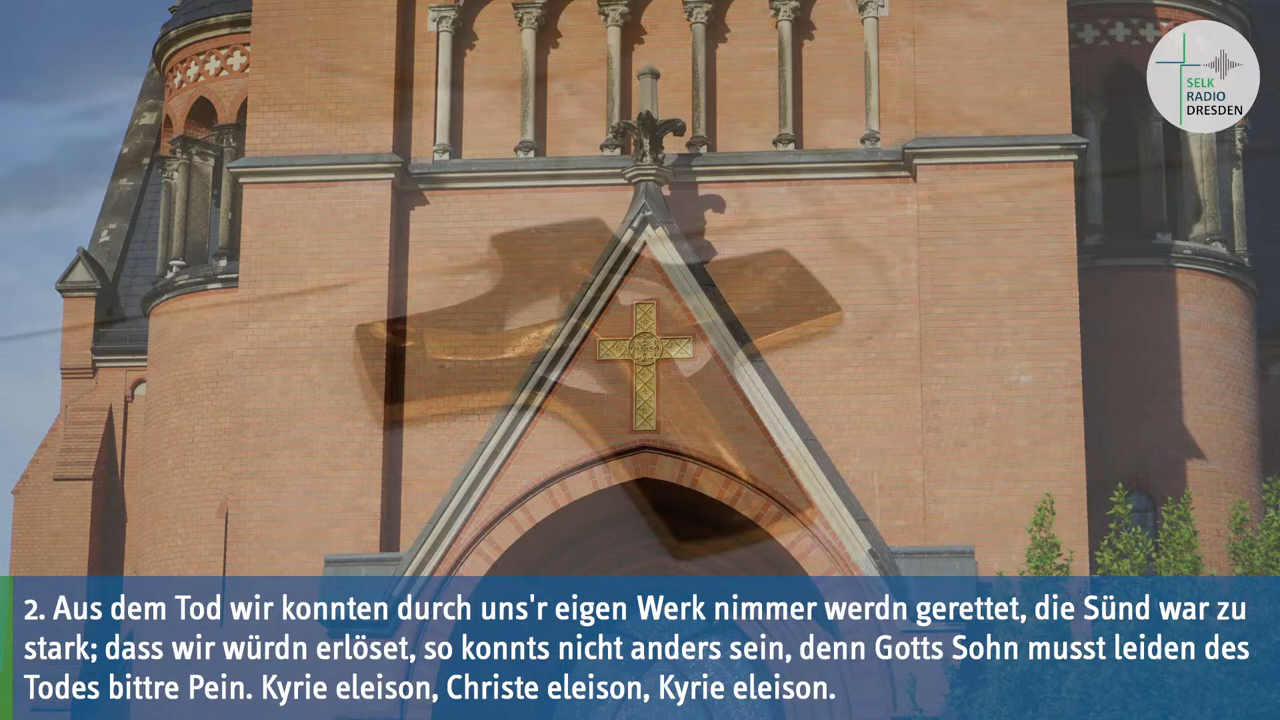 SELK
RADIO
DRESDEN
2. Aus dem Tod wir konnten durch uns'r eigen Werk nimmer werdn gerettet, die Sünd war zu
stark; dass wir würdn erlöset, so konnts nicht anders sein, denn Gotts Sohn musst leiden des
Todes bittre Pein. Kyrie eleison, Christe eleison, Kyrie eleison.